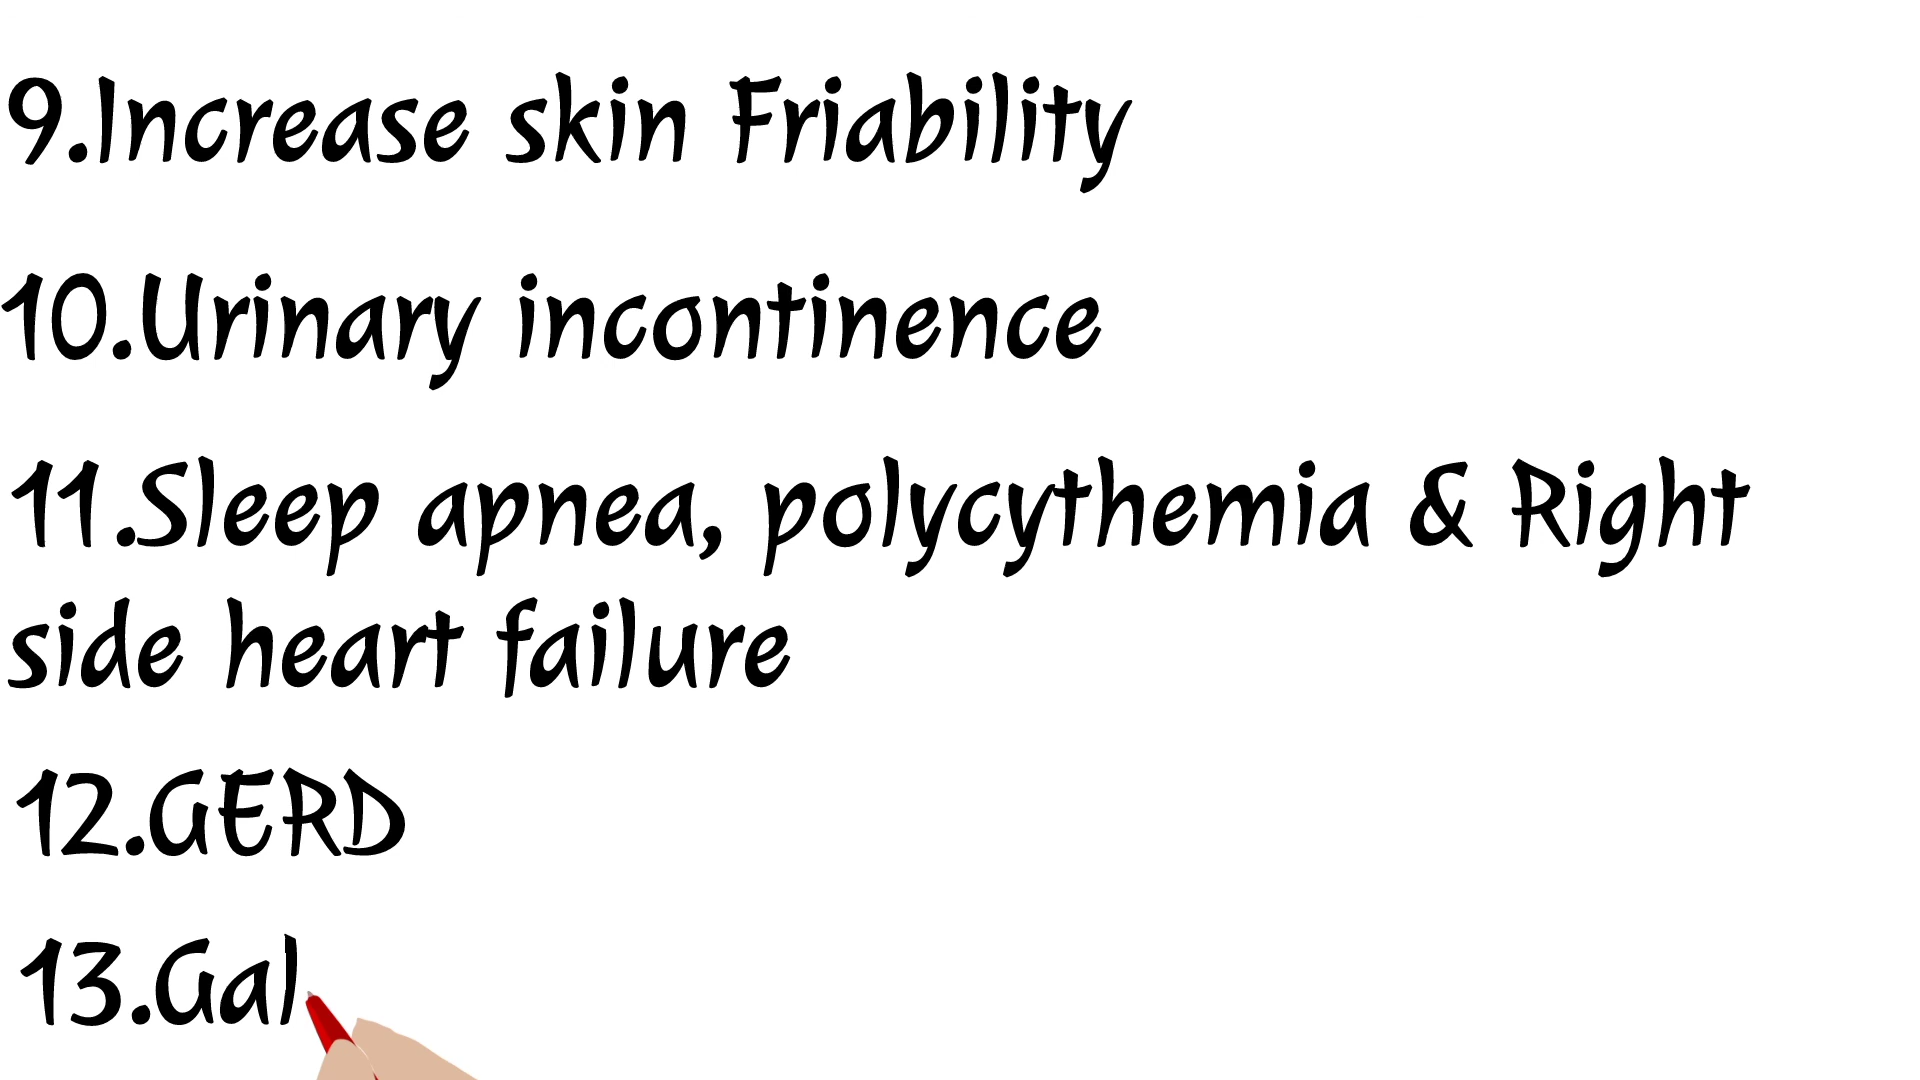 9.Increase skin Friability
10.Urinary incontinence
11.Sleep apnea, polycythemia & Right
side heart failure
12.GERD
13.Gal